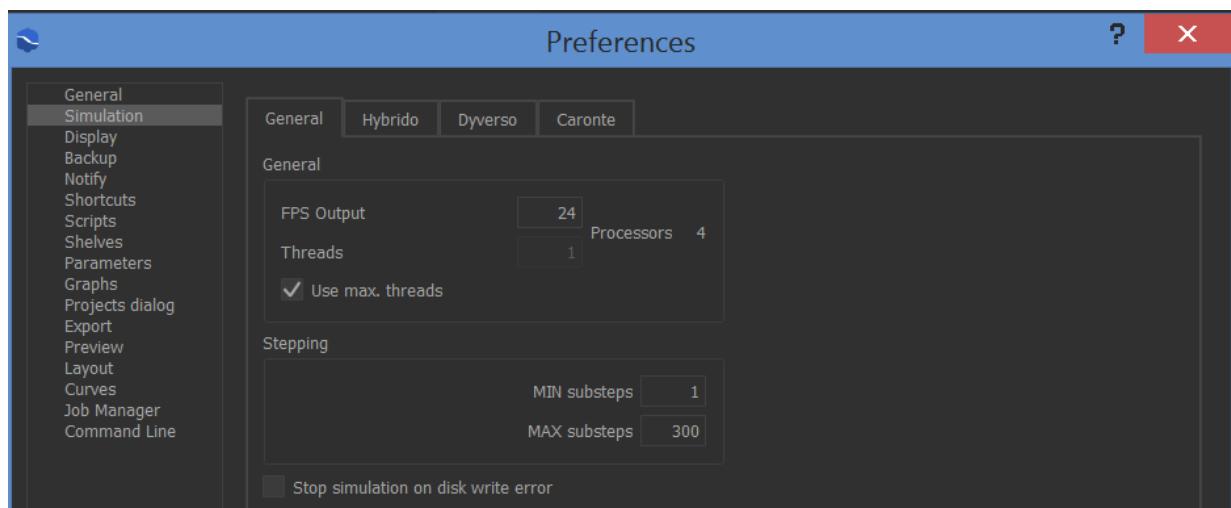 Preferences
?
General
Simulation
Display
Backup
Notify
Shortcuts
Scripts
Shelves
Parameters
Graphs
Projects dialog
Export
Preview
Layout
Curves
Job Manager
Command Line
General Hybrido Dyverso Caronte
General
FPS Output 24
Processors 4
Threads 1
Use max. threads
Stepping
MIN substeps 1
MAX substeps 300
Stop simulation on disk write error